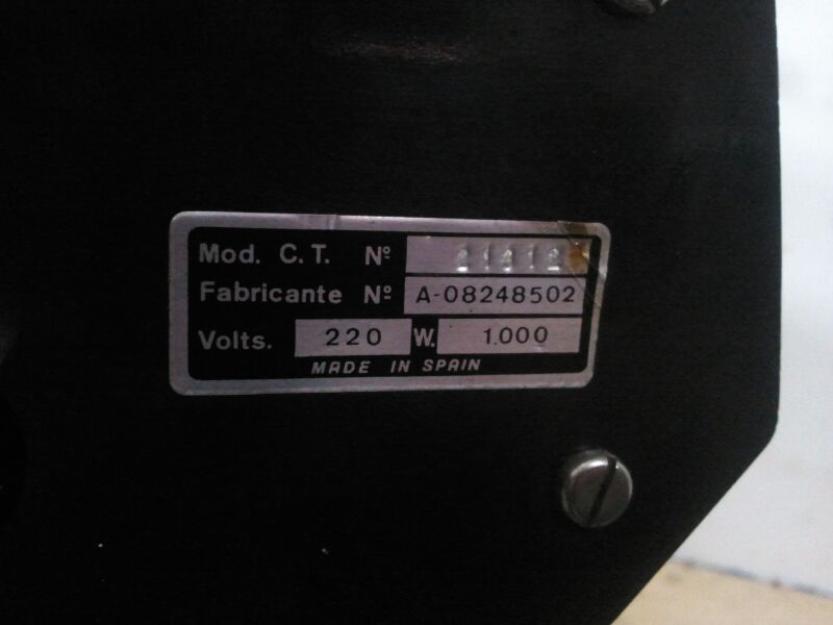 Mod. C. T. Nº
Fabricante Nº A-08248502
Volts. 220 W. 1.000
MADE IN SPAIN